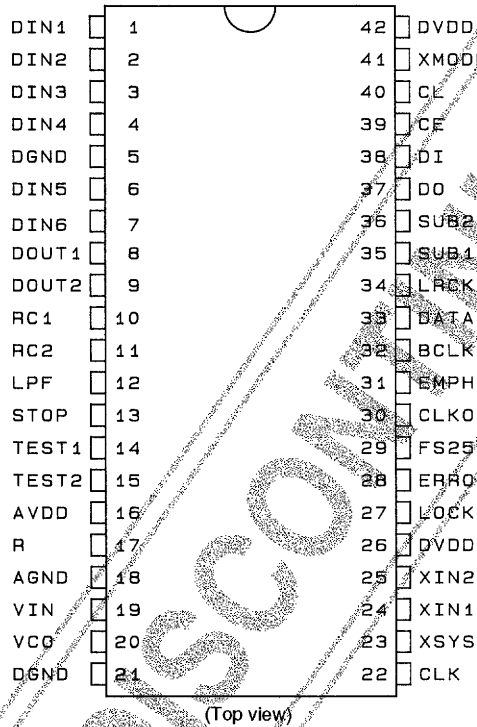 DIN1 1 42 DVDD
DIN2 2 41 XMOD
DIN3 3 40 CL
DIN4 4 39 CE
DGND 5 38 DI
DIN5 6 37 DO
DIN6 7 36 SUB2
DOUT1 8 35 SUB1
DOUT2 9 34 LRCK
RC1 10 33 DATA
RC2 11 32 BCLK
LPF 12 31 EMPH
STOP 13 30 CLKO
TEST1 14 29 FS25
TEST2 15 28 ERRO
AVDD 16 27 LOCK
R 17 26 DVDD
AGND 18 25 XIN2
VIN 19 24 XIN1
VCO 20 23 XSYS
DGND 21 22 CLK
(Top view)
DISCONTIN